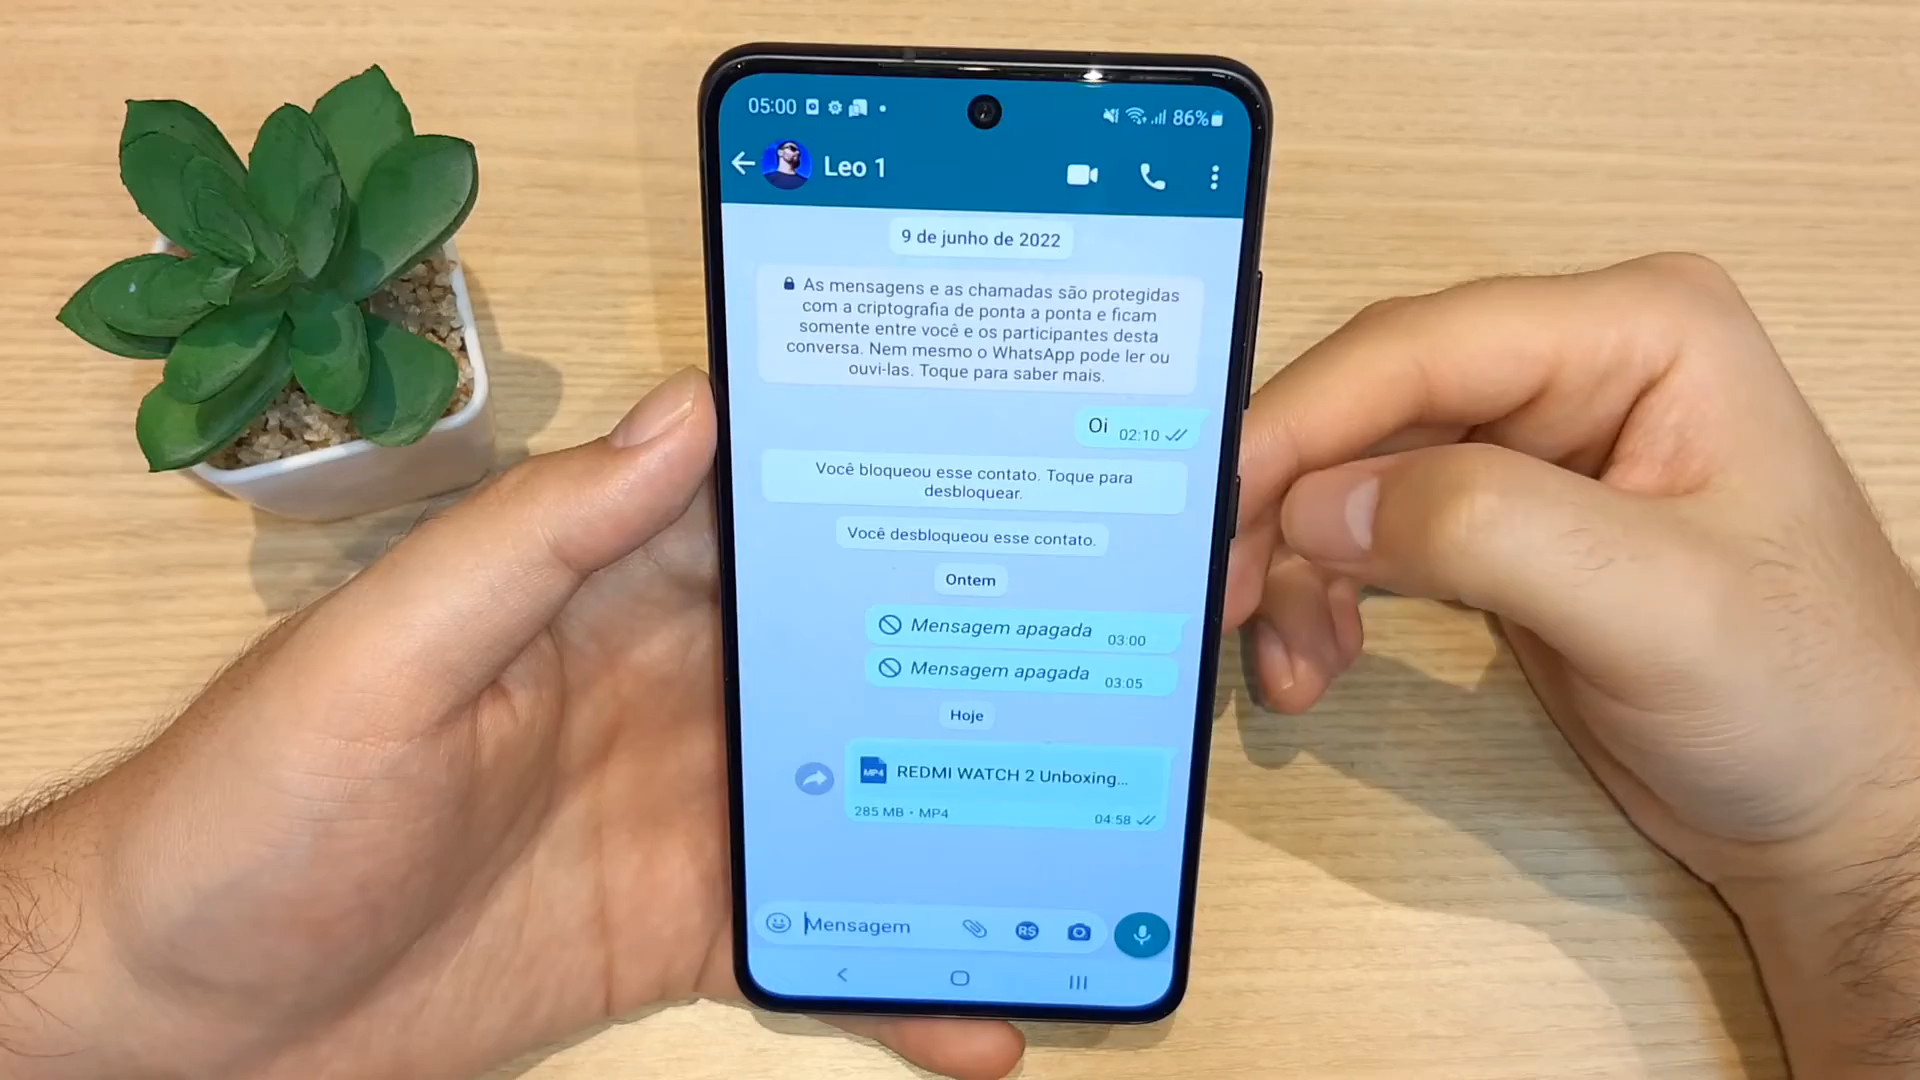 05:00
86%
Leo 1
9 de junho de 2022
As mensagens e as chamadas são protegidas
com a criptografia de ponta a ponta e ficam
somente entre você e os participantes desta
conversa. Nem mesmo o WhatsApp pode ler ou
ouvi-las. Toque para saber mais.
Oi 02:10
Você bloqueou esse contato. Toque para
desbloquear.
Você desbloqueou esse contato.
Ontem
Mensagem apagada 03:00
Mensagem apagada 03:05
Hoje
MP4 REDMI WATCH 2 Unboxing...
285 MB • MP4 04:58
Mensagem R$